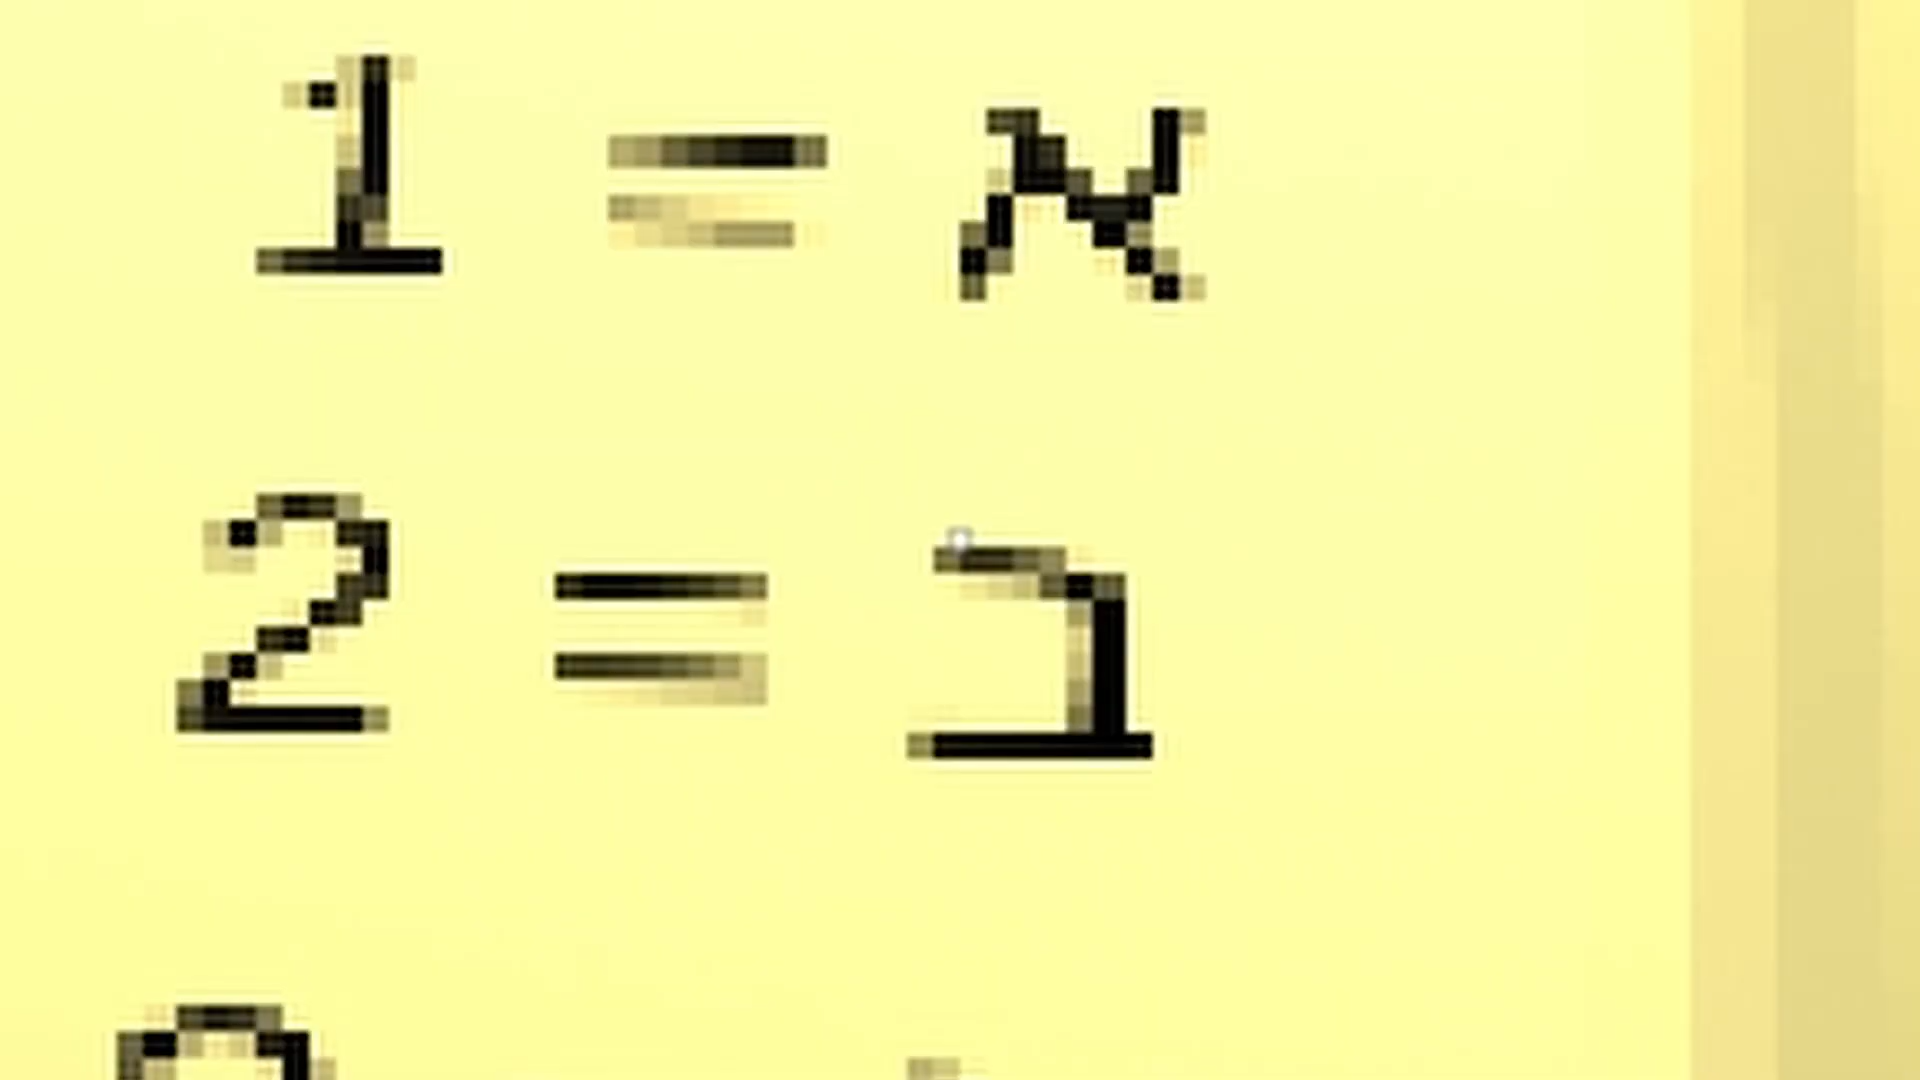 1 = א
2 = ב